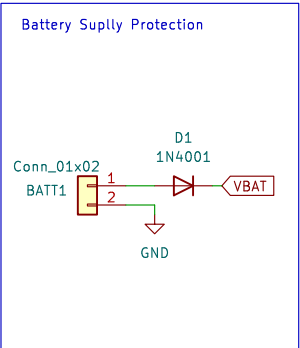 Battery Suplly Protection
D1
1N4001
Conn_01x02
BATT1
1
2
VBAT
GND